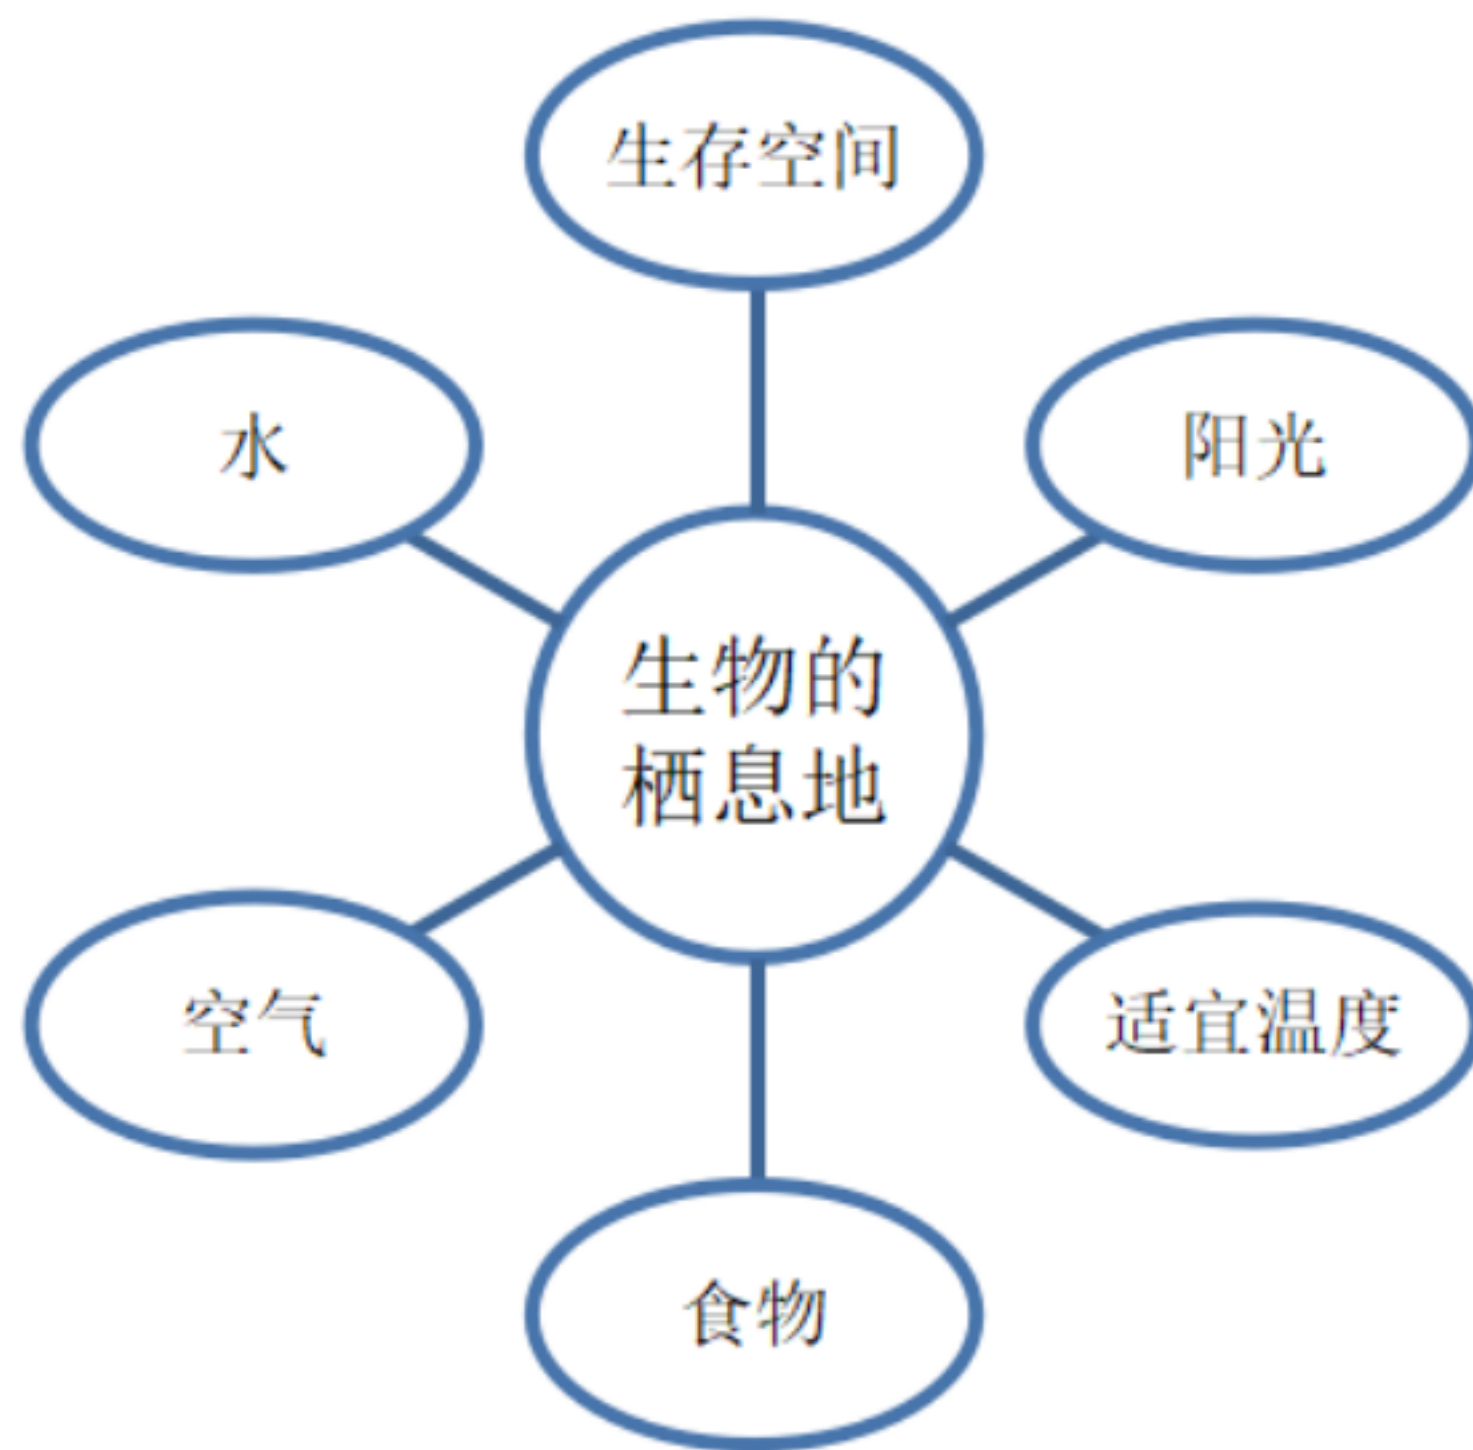 生存空间
水
阳光
生物的
栖息地
空气
适宜温度
食物